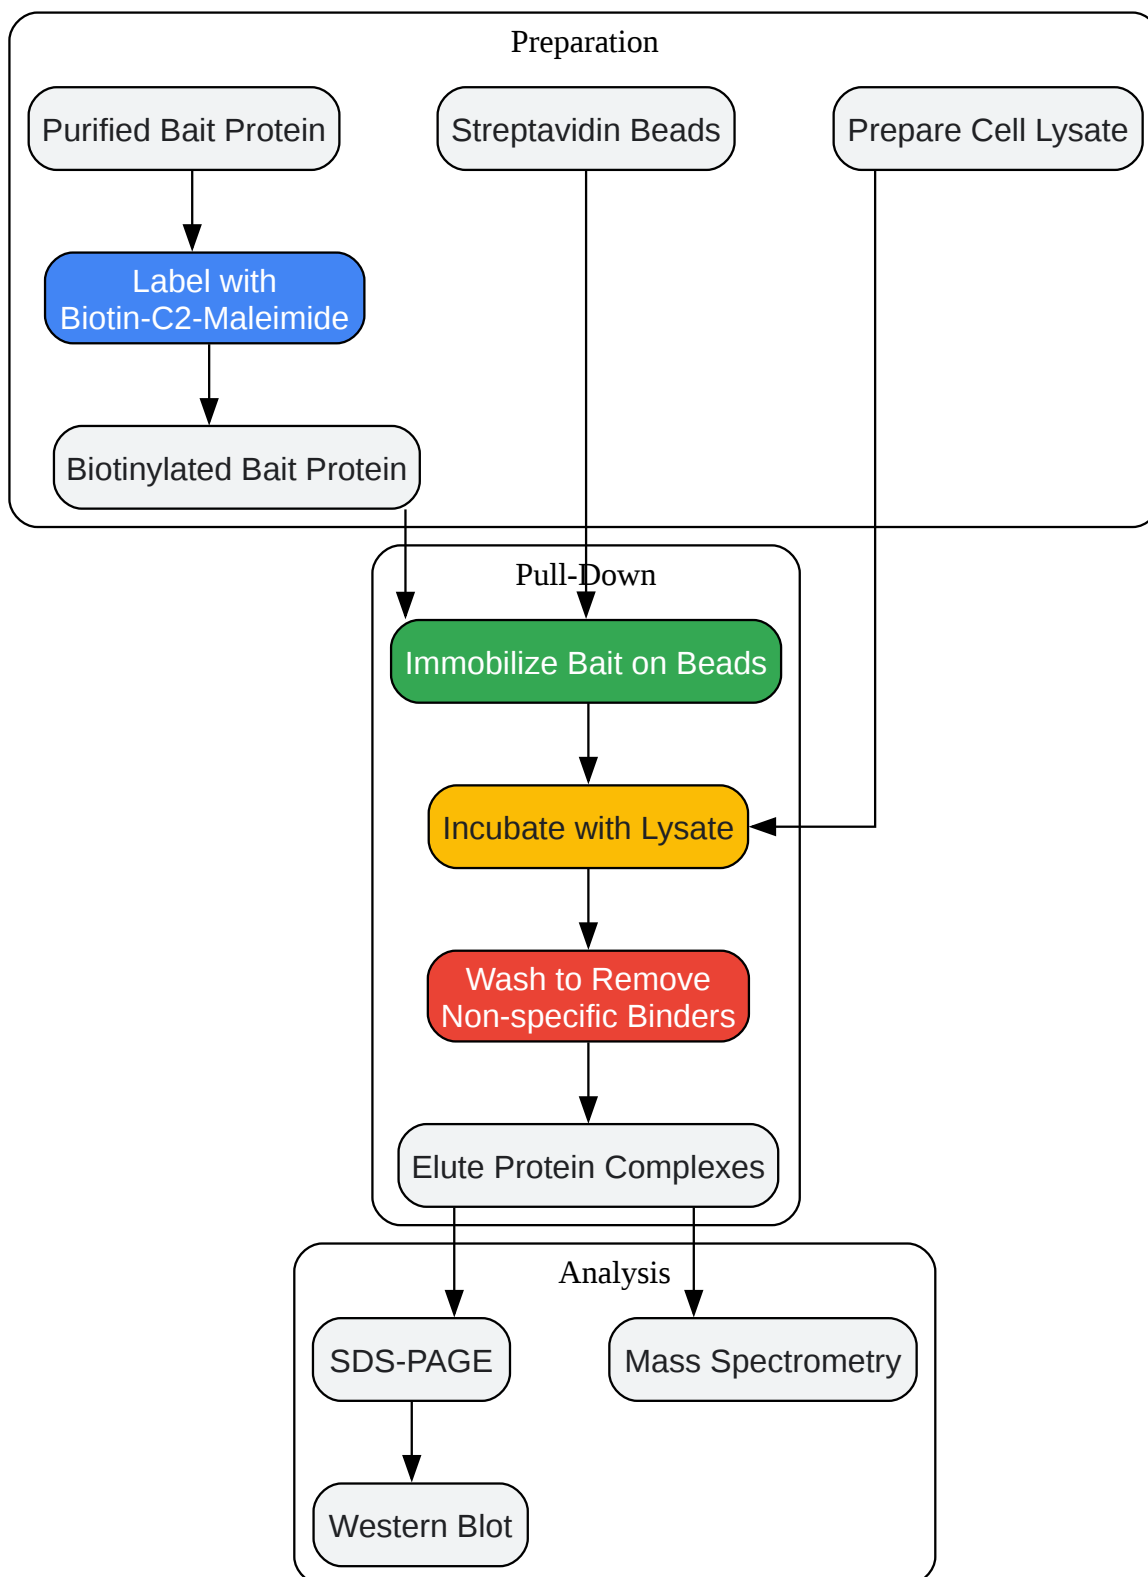 Preparation
Purified Bait Protein
Streptavidin Beads
Prepare Cell Lysate
Label with
Biotin-C2-Maleimide
Biotinylated Bait Protein
Pull-Down
Immobilize Bait on Beads
Incubate with Lysate
Wash to Remove
Non-specific Binders
Elute Protein Complexes
Analysis
SDS-PAGE
Mass Spectrometry
Western Blot